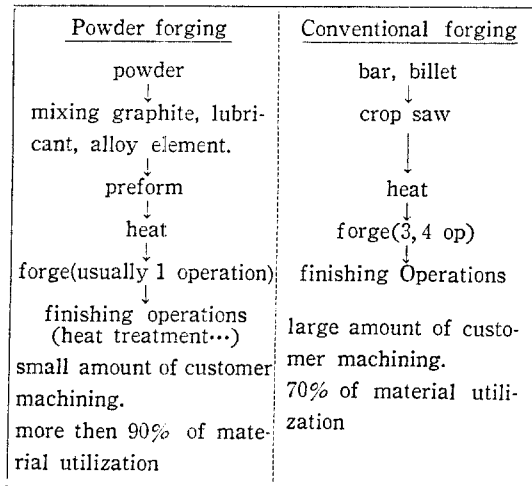 Powder forging
powder
mixing graphite, lubri-
cant, alloy element.
preform
heat
forge(usually 1 operation)
finishing operations
(heat treatment···)
small amount of customer
machining.
more then 90% of mate-
rial utilization
Conventional forging
bar, billet
crop saw
heat
forge(3, 4 op)
finishing Operations
large amount of custo-
mer machining.
70% of material utili-
zation